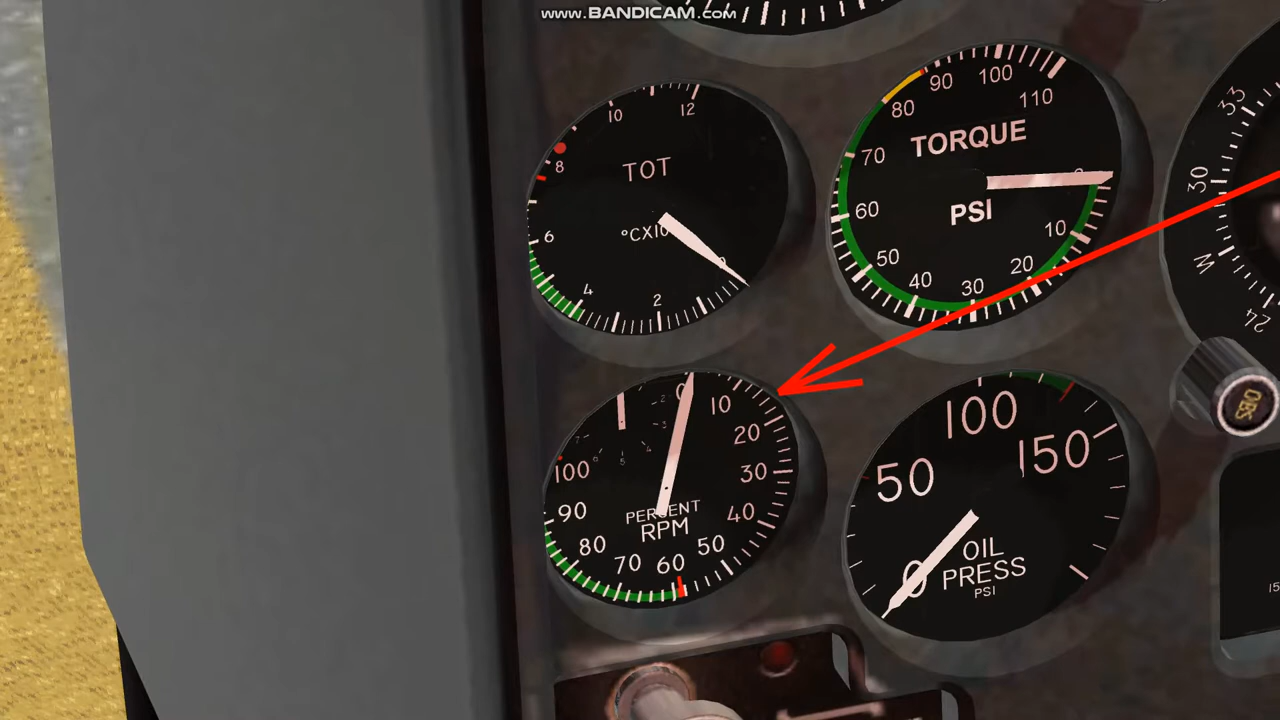 www.BANDICAM.com
10 12
8
TOT
6 °CX10
4 2
90 100
80 110
TORQUE
70
PSI
60 10
50 40 30 20
33
30
W
24
OBS
0 10
20
100 30
90 40
PERCENT
RPM
80 70 60 50
100
50 150
OIL
0 PRESS
PSI
15